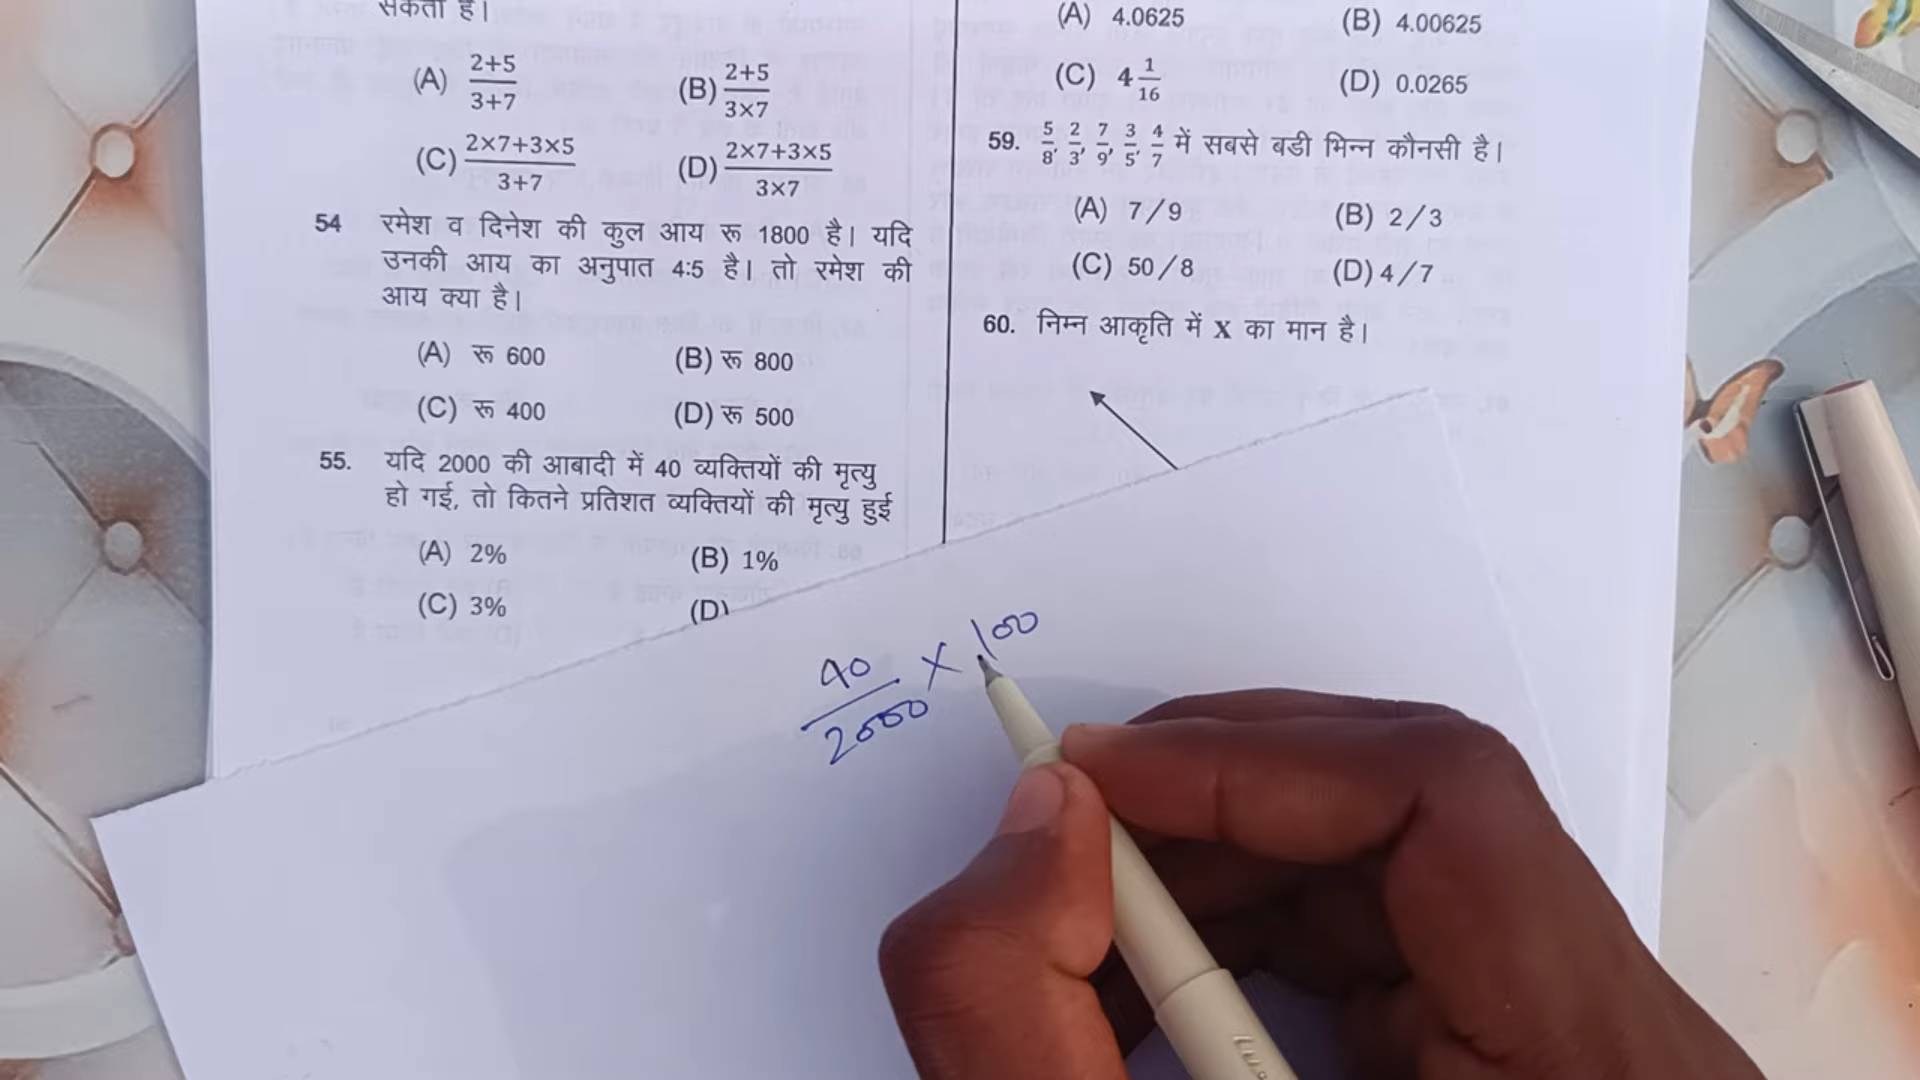 सकता है।
(A) 2+5/3+7 (B) 2+5/3×7
(C) 2×7+3×5/3+7 (D) 2×7+3×5/3×7
54 रमेश व दिनेश की कुल आय रू 1800 है। यदि
उनकी आय का अनुपात 4:5 है। तो रमेश की
आय क्या है।
(A) रू 600 (B) रू 800
(C) रू 400 (D) रू 500
55. यदि 2000 की आबादी में 40 व्यक्तियों की मृत्यु
हो गई, तो कितने प्रतिशत व्यक्तियों की मृत्यु हुई
(A) 2% (B) 1%
(C) 3% (D)
(A) 4.0625 (B) 4.00625
(C) 4 1/16 (D) 0.0265
59. 5/8, 2/3, 7/9, 3/5, 4/7 में सबसे बडी भिन्न कौनसी है।
(A) 7/9 (B) 2/3
(C) 50/8 (D) 4/7
60. निम्न आकृति में X का मान है।
40/2000 × 100